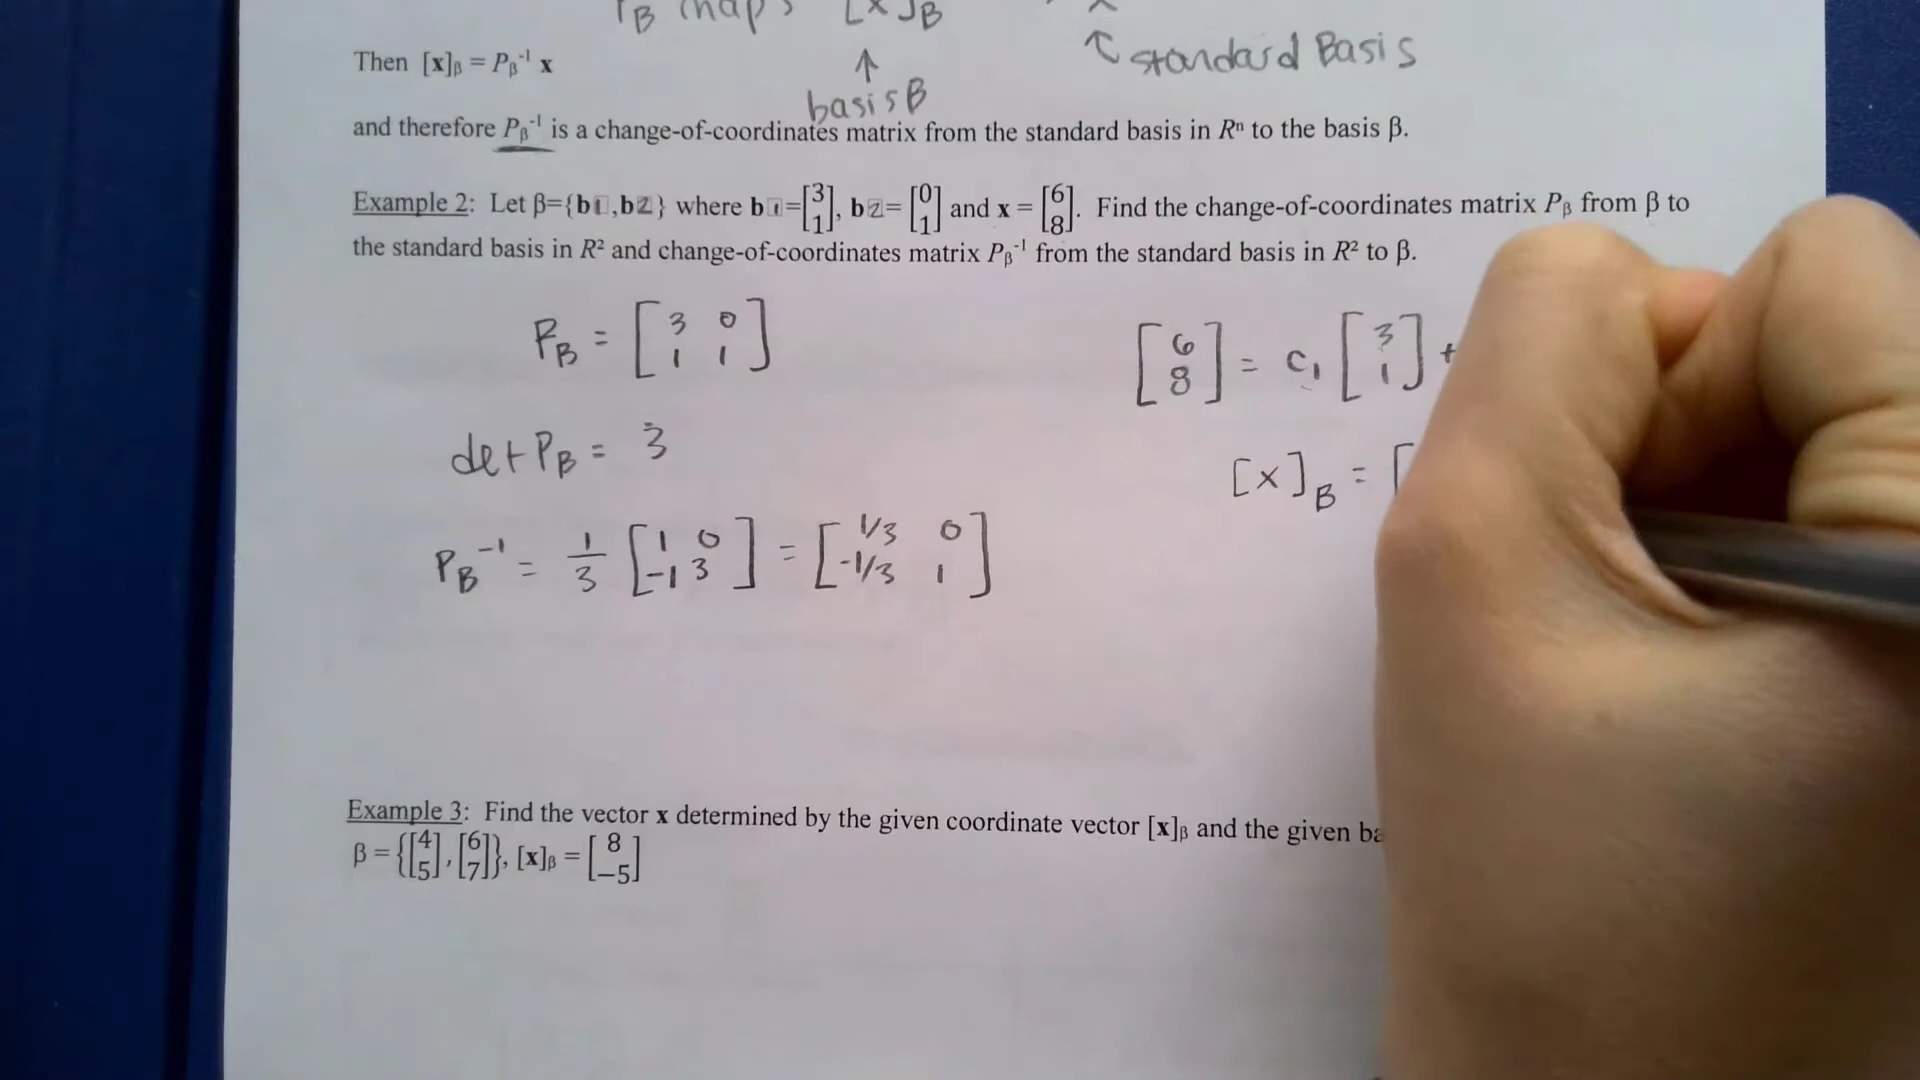 P_B maps [x]_B
Then [x]β = Pβ⁻¹ x
↑ basis B
↑ standard Basis
and therefore Pβ⁻¹ is a change-of-coordinates matrix from the standard basis in Rⁿ to the basis β.
Example 2: Let β={b1,b2} where b1=[3 1], b2=[0 1] and x = [6 8]. Find the change-of-coordinates matrix Pβ from β to
the standard basis in R² and change-of-coordinates matrix Pβ⁻¹ from the standard basis in R² to β.
P_B = [3 0; 1 1]
[6 8] = c₁ [3 1] +
det P_B = 3
[x]_B = [
P_B⁻¹ = 1/3 [1 0; -1 3] = [1/3 0; -1/3 1]
Example 3: Find the vector x determined by the given coordinate vector [x]β and the given ba
β = {[4 5], [6 7]}, [x]β = [8 −5]